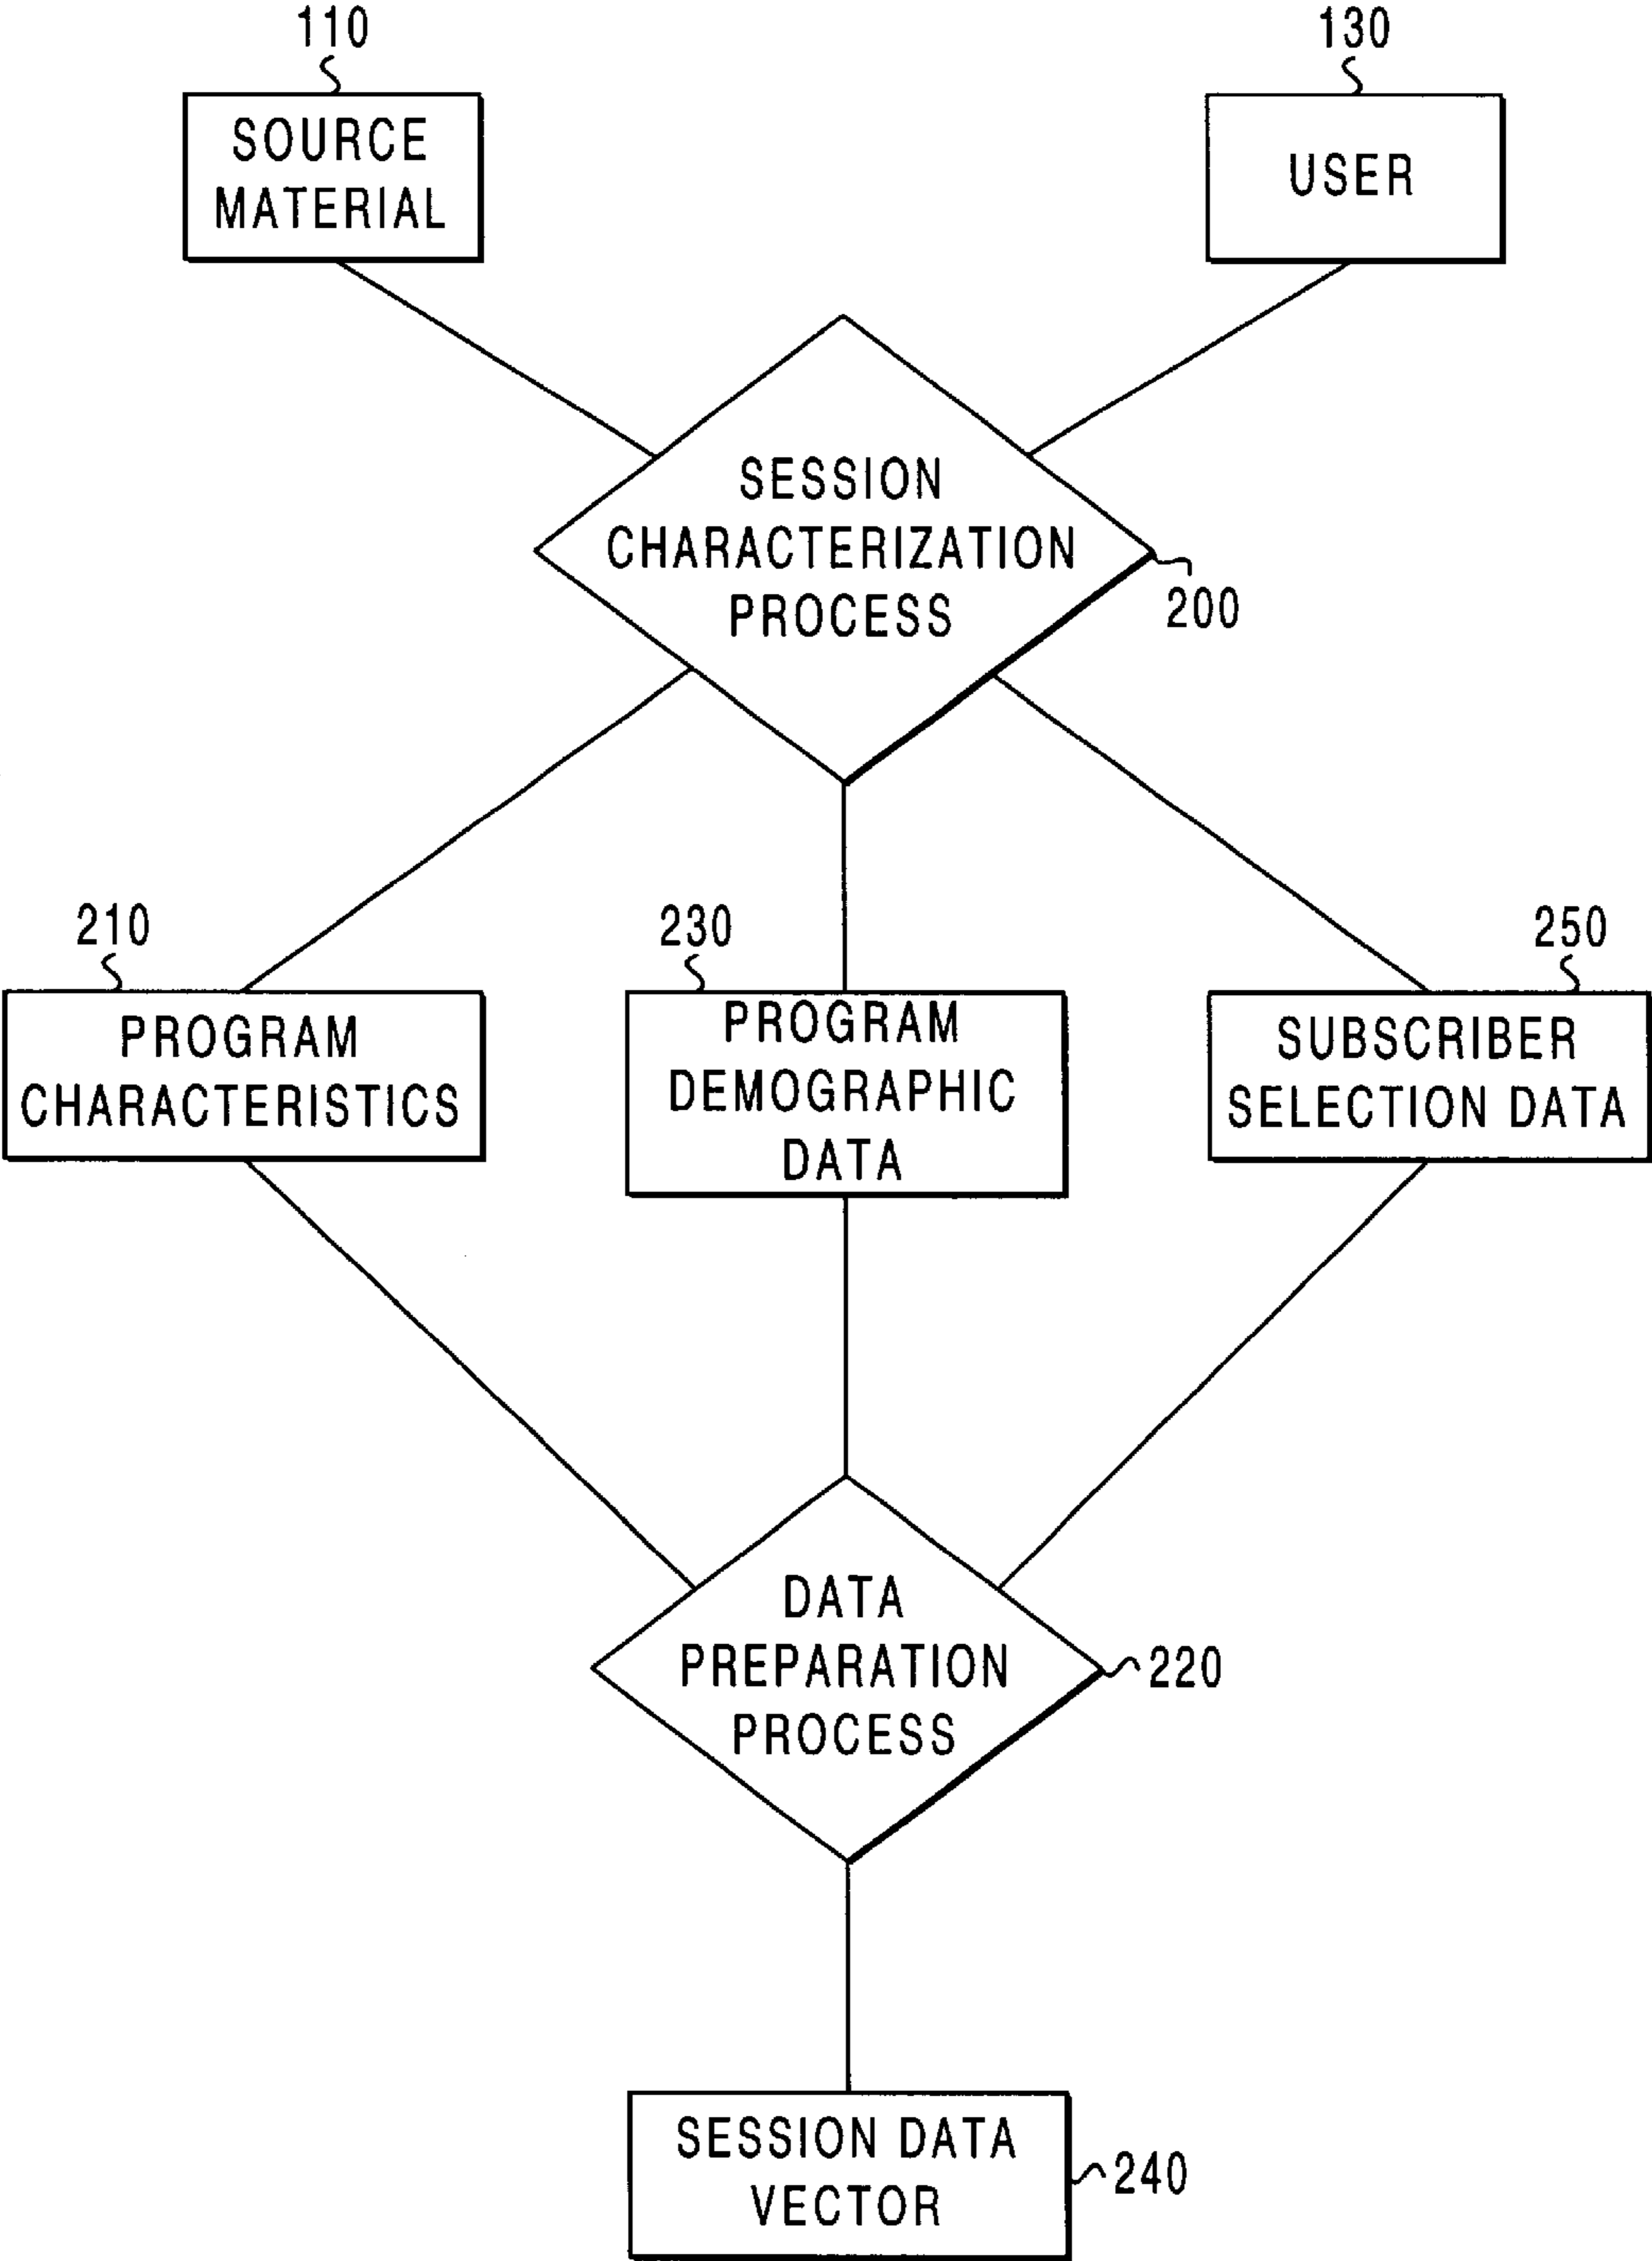 110
130
SOURCE
MATERIAL
USER
SESSION
CHARACTERIZATION
PROCESS
200
210
230
250
PROGRAM
CHARACTERISTICS
PROGRAM
DEMOGRAPHIC
DATA
SUBSCRIBER
SELECTION DATA
DATA
PREPARATION
PROCESS
220
SESSION DATA
VECTOR
240